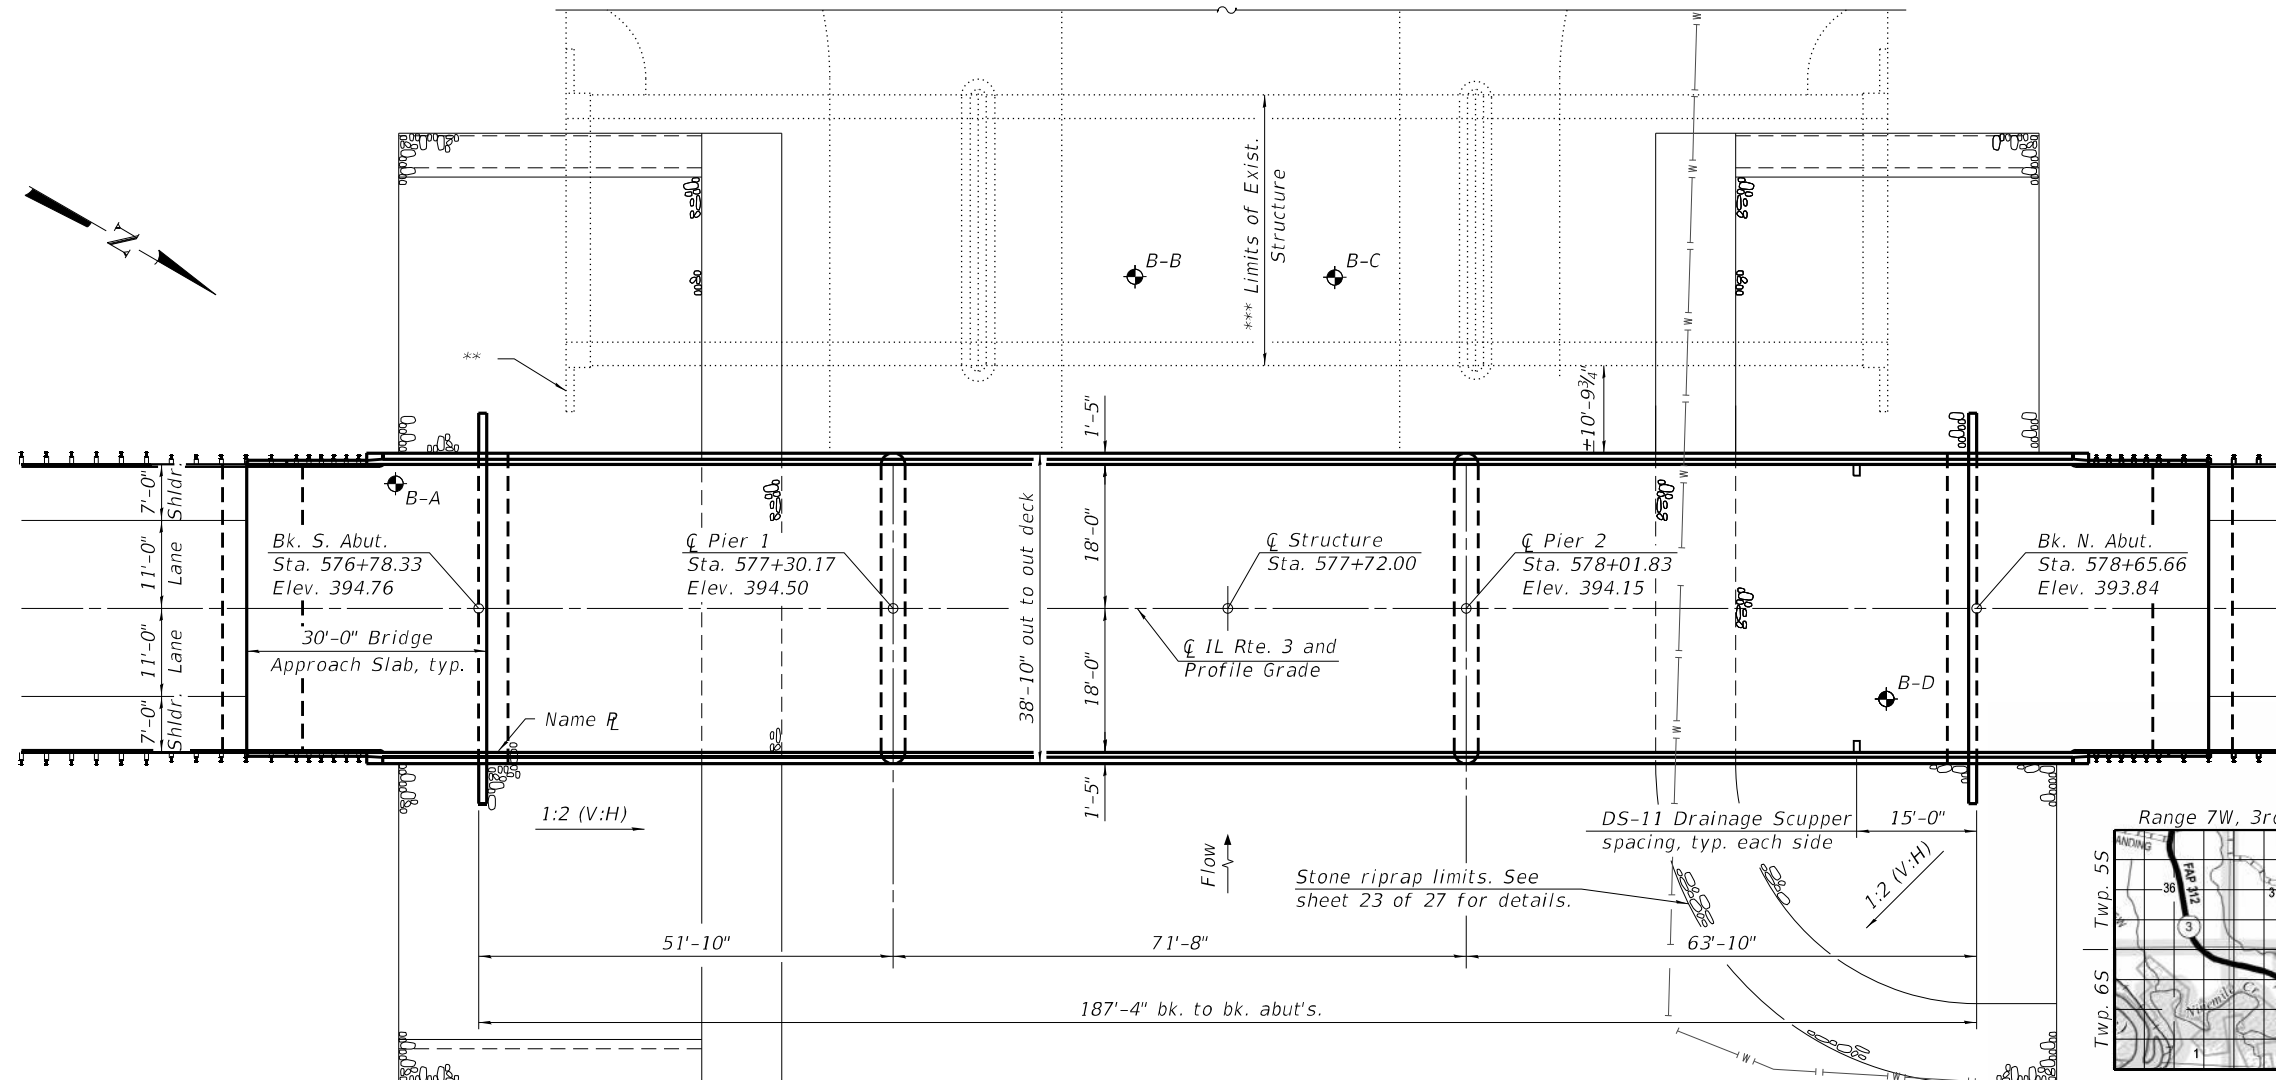 W
N
B-B
B-C
*** Limits of Exist.
Structure
W
W
**
1'-5"
±10'-9¾"
W
7'-0"
Shldr.
B-A
38'-10" out to out deck
18'-0"
11'-0"
Lane
Bk. S. Abut.
Sta. 576+78.33
Elev. 394.76
℄ Pier 1
Sta. 577+30.17
Elev. 394.50
℄ Structure
Sta. 577+72.00
℄ Pier 2
Sta. 578+01.83
Elev. 394.15
Bk. N. Abut.
Sta. 578+65.66
Elev. 393.84
W
30'-0" Bridge
Approach Slab, typ.
11'-0"
Lane
18'-0"
℄ IL Rte. 3 and
Profile Grade
B-D
7'-0"
Shldr.
Name ⅊
W
1'-5"
1:2 (V:H)
Flow
DS-11 Drainage Scupper
spacing, typ. each side
15'-0"
1:2 (V:H)
Stone riprap limits. See
sheet 23 of 27 for details.
W
51'-10"
71'-8"
63'-10"
187'-4" bk. to bk. abut's.
W
W
Range 7W, 3r
Twp. 5S
Twp. 6S
ANDING
36
FAP 312
3
3
Ninemile Cr
1